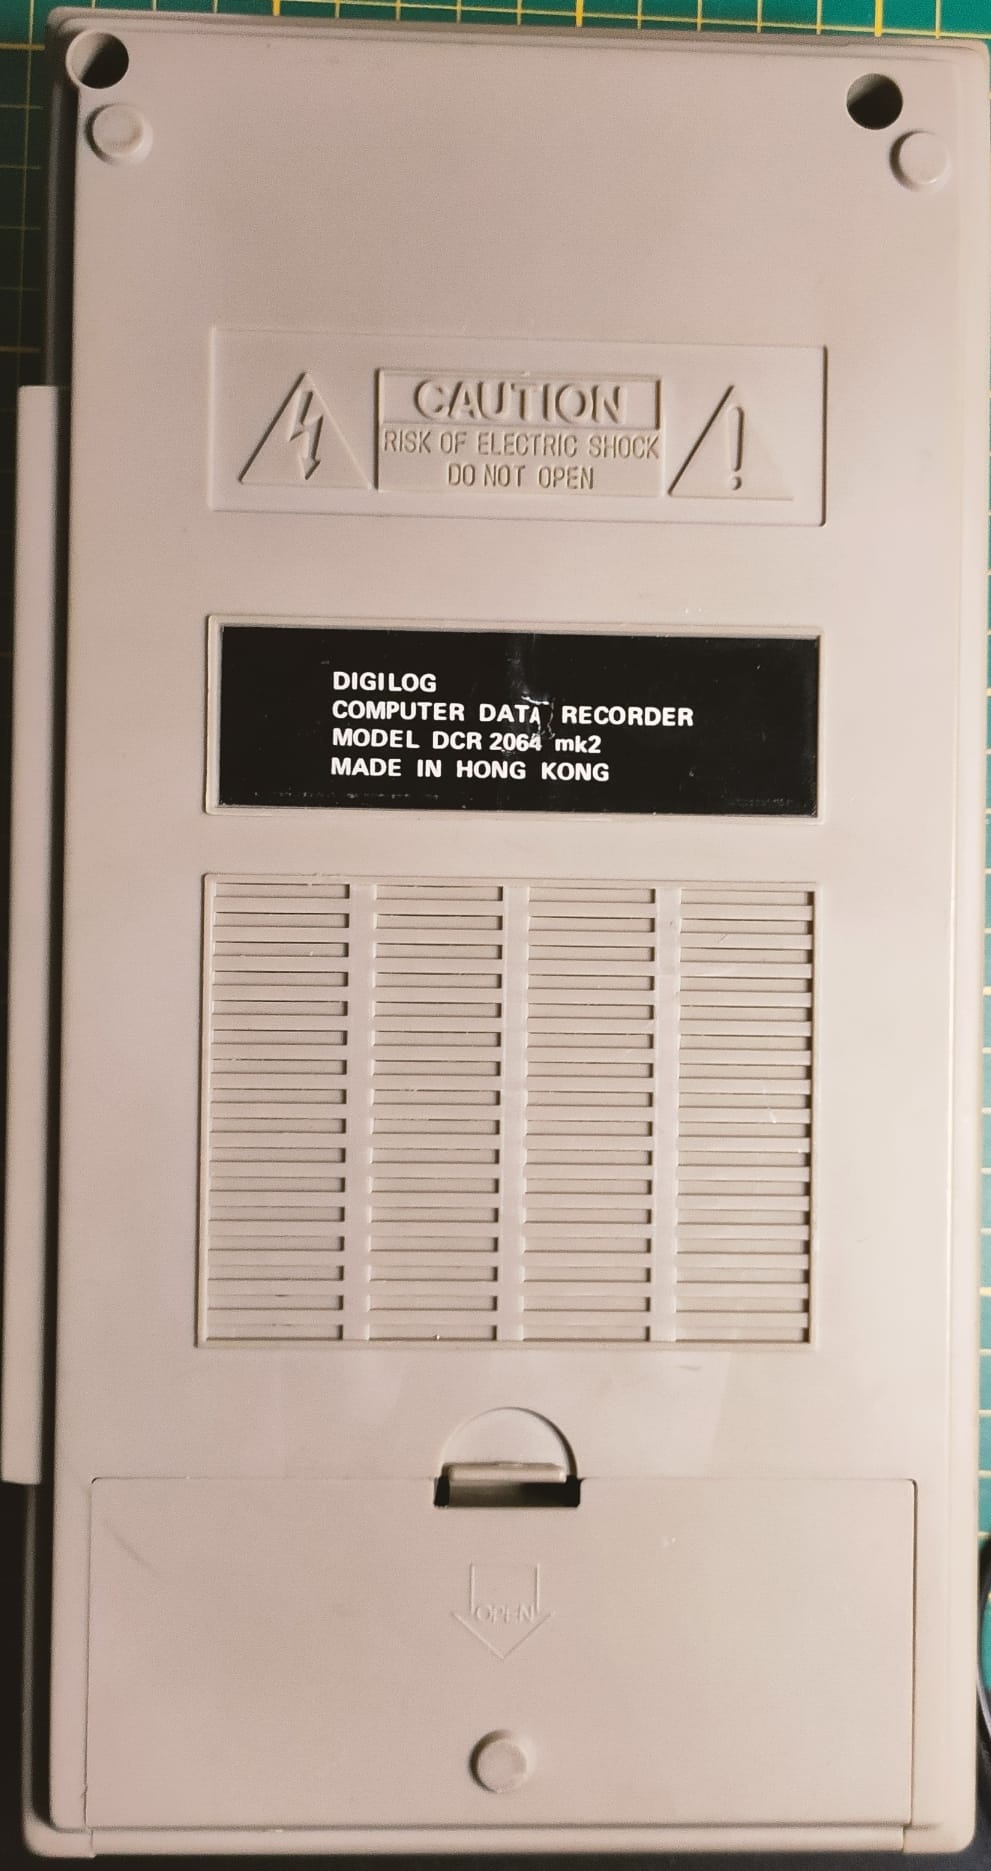 CAUTION
RISK OF ELECTRIC SHOCK
DO NOT OPEN
DIGILOG
COMPUTER DATA RECORDER
MODEL DCR 2064 mk2
MADE IN HONG KONG
OPEN